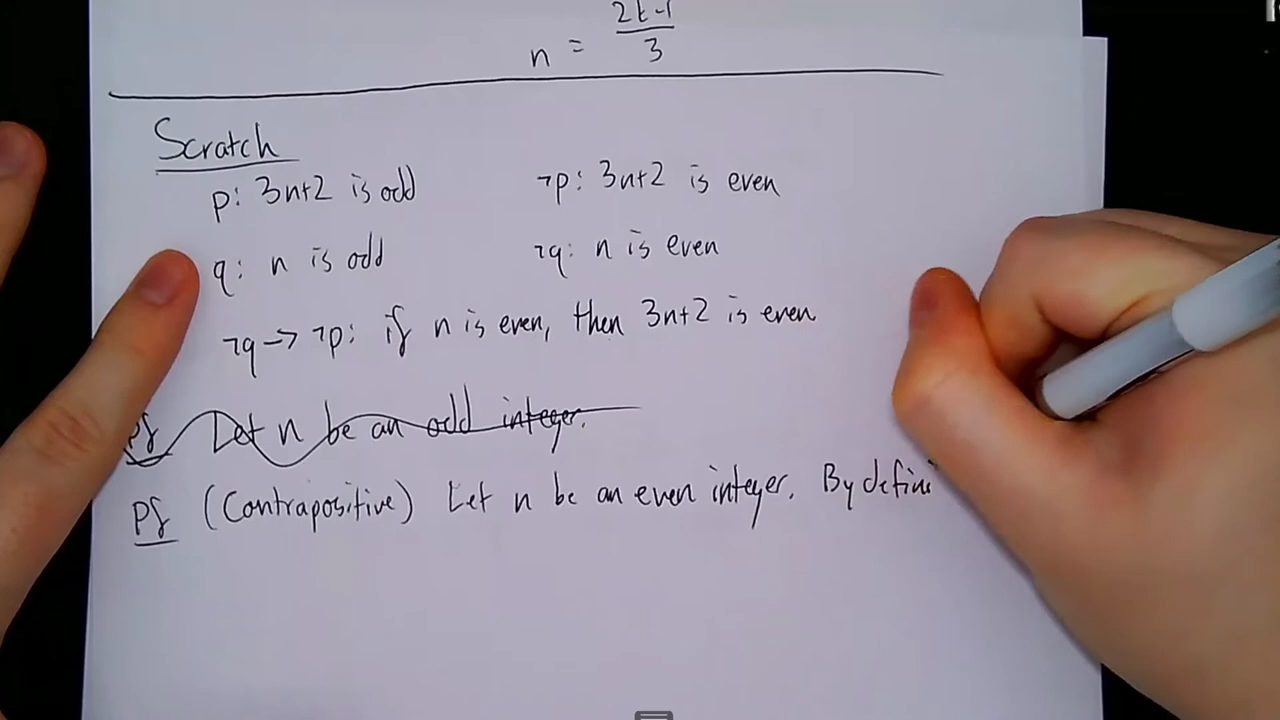 n = 2k-1/3
Scratch
p: 3n+2 is odd ¬p: 3n+2 is even
q: n is odd ¬q: n is even
¬q → ¬p: if n is even, then 3n+2 is even
Pf Let n be an odd integer.
Pf (Contrapositive) Let n be an even integer. By defini